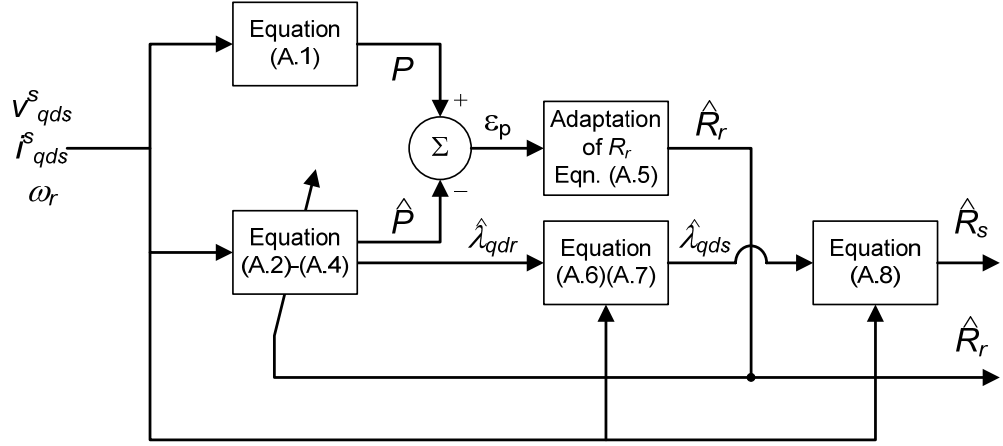 Equation
(A.1)
P
+
v^s_qds
i^s_qds
ω_r
Σ
ε_p
Adaptation
of R_r
Eqn. (A.5)
R̂_r
−
P̂
Equation
(A.2)-(A.4)
λ̂_qdr
Equation
(A.6)(A.7)
λ̂_qds
Equation
(A.8)
R̂_s
R̂_r